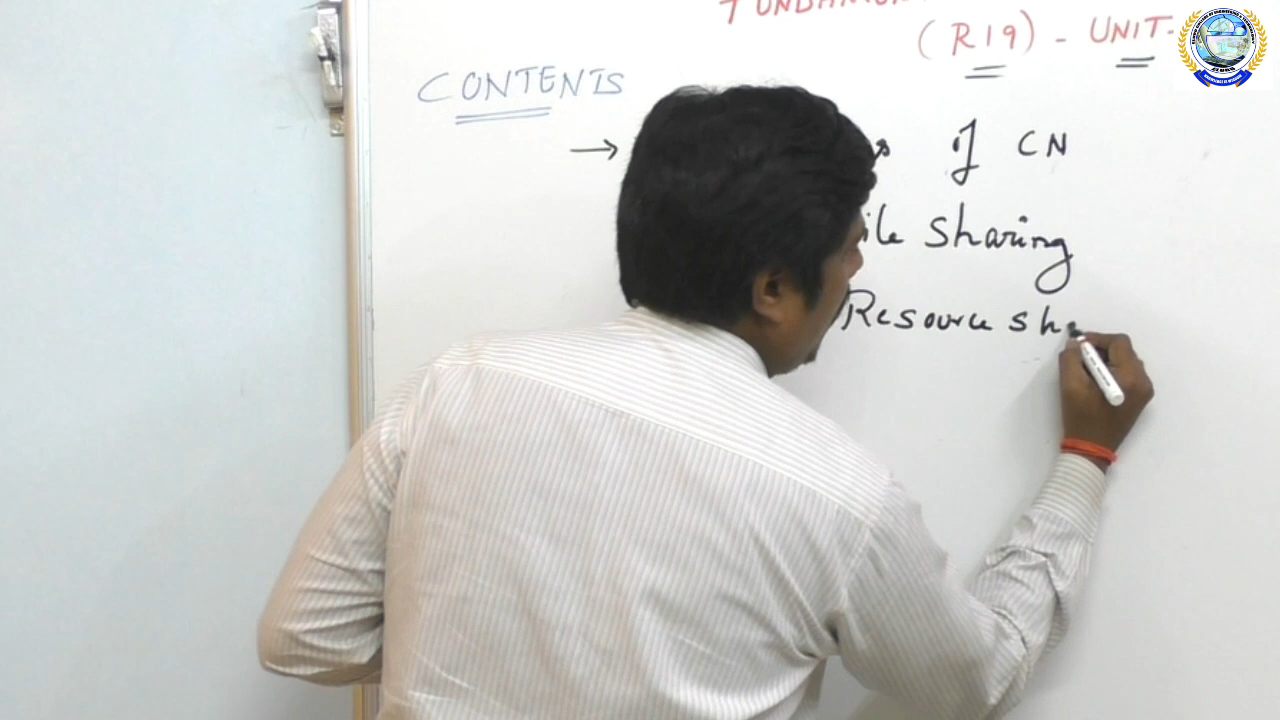 FUNDAMEN
(R19) - UNIT-
CONTENTS
→ of CN
ile Sharing
Resource sh